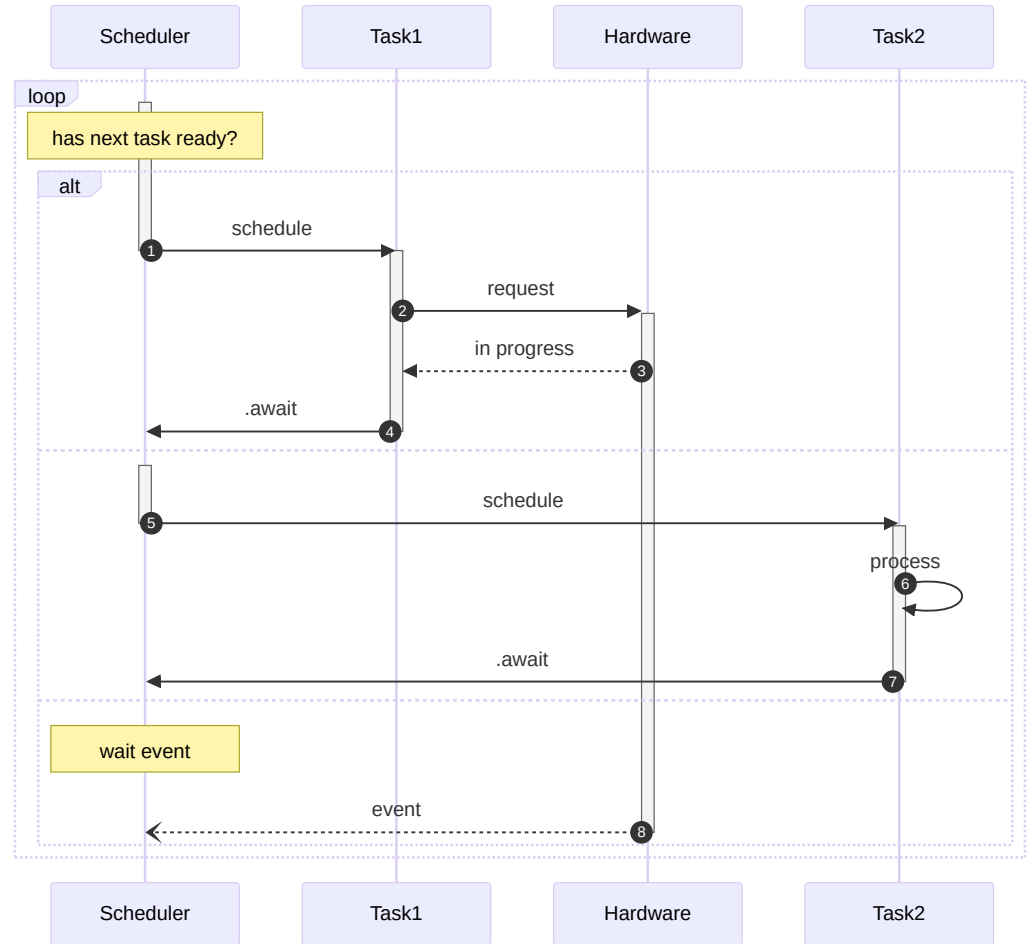 Scheduler
Task1
Hardware
Task2
loop
has next task ready?
alt
schedule
1
request
2
in progress
3
.await
4
schedule
5
process
6
.await
7
wait event
event
8
Scheduler
Task1
Hardware
Task2